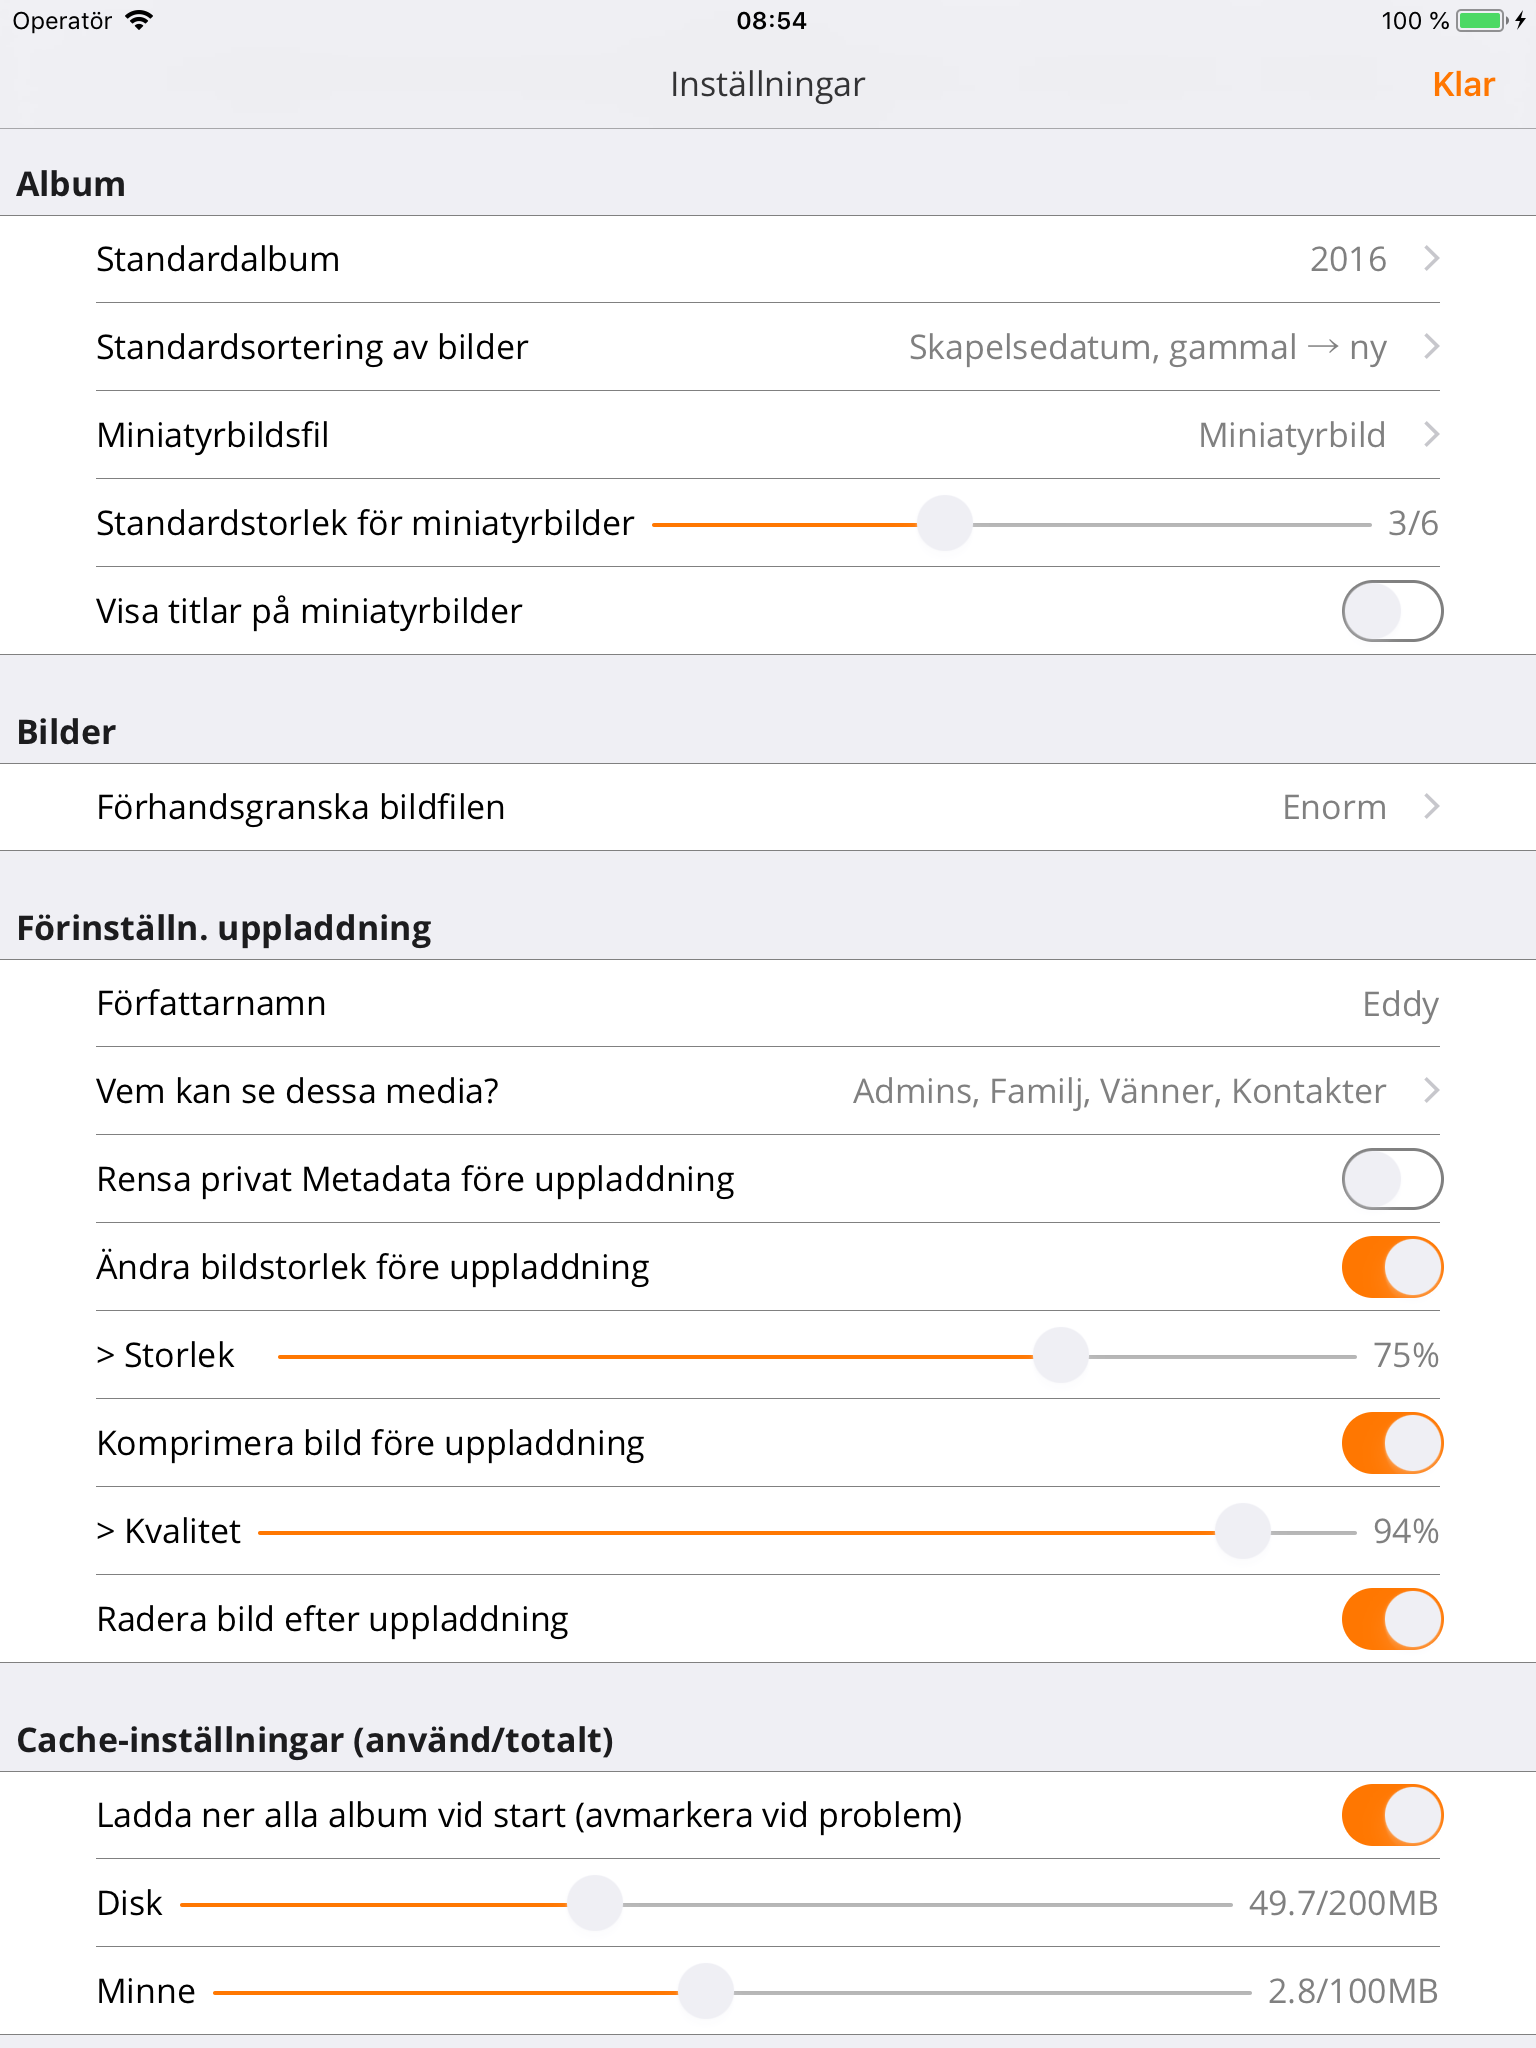 Operatör 08:54 100 %
Inställningar Klar
Album
Standardalbum 2016
Standardsortering av bilder Skapelsedatum, gammal → ny
Miniatyrbildsfil Miniatyrbild
Standardstorlek för miniatyrbilder 3/6
Visa titlar på miniatyrbilder
Bilder
Förhandsgranska bildfilen Enorm
Förinställn. uppladdning
Författarnamn Eddy
Vem kan se dessa media? Admins, Familj, Vänner, Kontakter
Rensa privat Metadata före uppladdning
Ändra bildstorlek före uppladdning
> Storlek 75%
Komprimera bild före uppladdning
> Kvalitet 94%
Radera bild efter uppladdning
Cache-inställningar (använd/totalt)
Ladda ner alla album vid start (avmarkera vid problem)
Disk 49.7/200MB
Minne 2.8/100MB